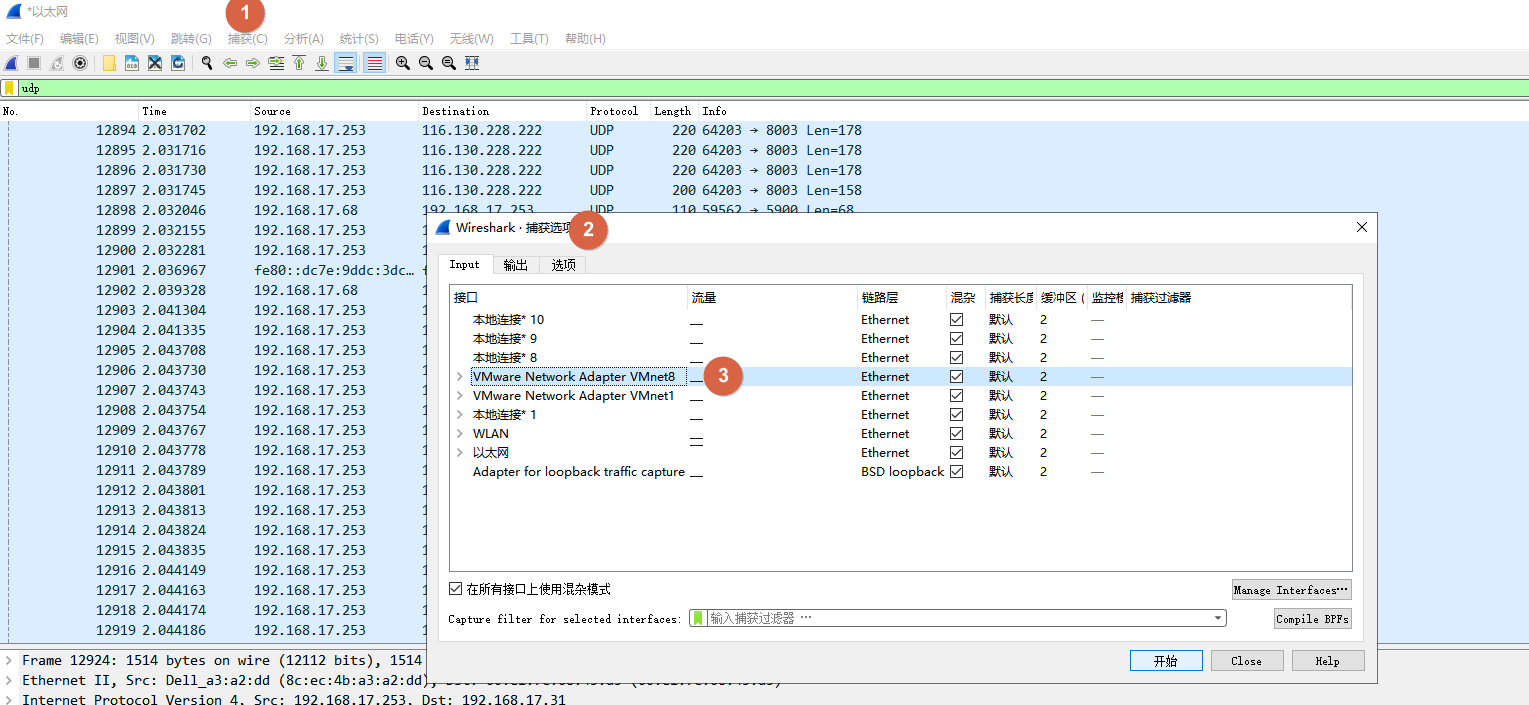 *以太网
1
文件(F) 编辑(E) 视图(V) 跳转(G) 捕获(C) 分析(A) 统计(S) 电话(Y) 无线(W) 工具(T) 帮助(H)
udp
No. Time Source Destination Protocol Length Info
12894 2.031702 192.168.17.253 116.130.228.222 UDP 220 64203 → 8003 Len=178
12895 2.031716 192.168.17.253 116.130.228.222 UDP 220 64203 → 8003 Len=178
12896 2.031730 192.168.17.253 116.130.228.222 UDP 220 64203 → 8003 Len=178
12897 2.031745 192.168.17.253 116.130.228.222 UDP 200 64203 → 8003 Len=158
12898 2.032046 192.168.17.68 192.168.17.253 UDP 110 59562 → 5900 Len=68
12899 2.032155 192.168.17.253 1
12900 2.032281 192.168.17.253 1
12901 2.036967 fe80::dc7e:9ddc:3dc… f
12902 2.039328 192.168.17.68 1
12903 2.041304 192.168.17.253 1
12904 2.041335 192.168.17.253 1
12905 2.043708 192.168.17.253 1
12906 2.043730 192.168.17.253 1
12907 2.043743 192.168.17.253 1
12908 2.043754 192.168.17.253 1
12909 2.043767 192.168.17.253 1
12910 2.043778 192.168.17.253 1
12911 2.043789 192.168.17.253 1
12912 2.043801 192.168.17.253 1
12913 2.043813 192.168.17.253 1
12914 2.043824 192.168.17.253 1
12915 2.043835 192.168.17.253 1
12916 2.044149 192.168.17.253 1
12917 2.044163 192.168.17.253 1
12918 2.044174 192.168.17.253 1
12919 2.044186 192.168.17.253 1
Frame 12924: 1514 bytes on wire (12112 bits), 1514
Ethernet II, Src: Dell_a3:a2:dd (8c:ec:4b:a3:a2:dd),
Internet Protocol Version 4, Src: 192.168.17.253, Dst: 192.168.17.31
Wireshark · 捕获选项
2
Input 输出 选项
接口 流量 链路层 混杂 捕获长度 缓冲区 ( 监控模 捕获过滤器
本地连接* 10 Ethernet 默认 2 —
本地连接* 9 Ethernet 默认 2 —
本地连接* 8 Ethernet 默认 2 —
VMware Network Adapter VMnet8 3 Ethernet 默认 2 —
VMware Network Adapter VMnet1 Ethernet 默认 2 —
本地连接* 1 Ethernet 默认 2 —
WLAN Ethernet 默认 2 —
以太网 Ethernet 默认 2 —
Adapter for loopback traffic capture BSD loopback 默认 2 —
在所有接口上使用混杂模式
Manage Interfaces…
Capture filter for selected interfaces: 输入捕获过滤器 …
Compile BPFs
开始 Close Help